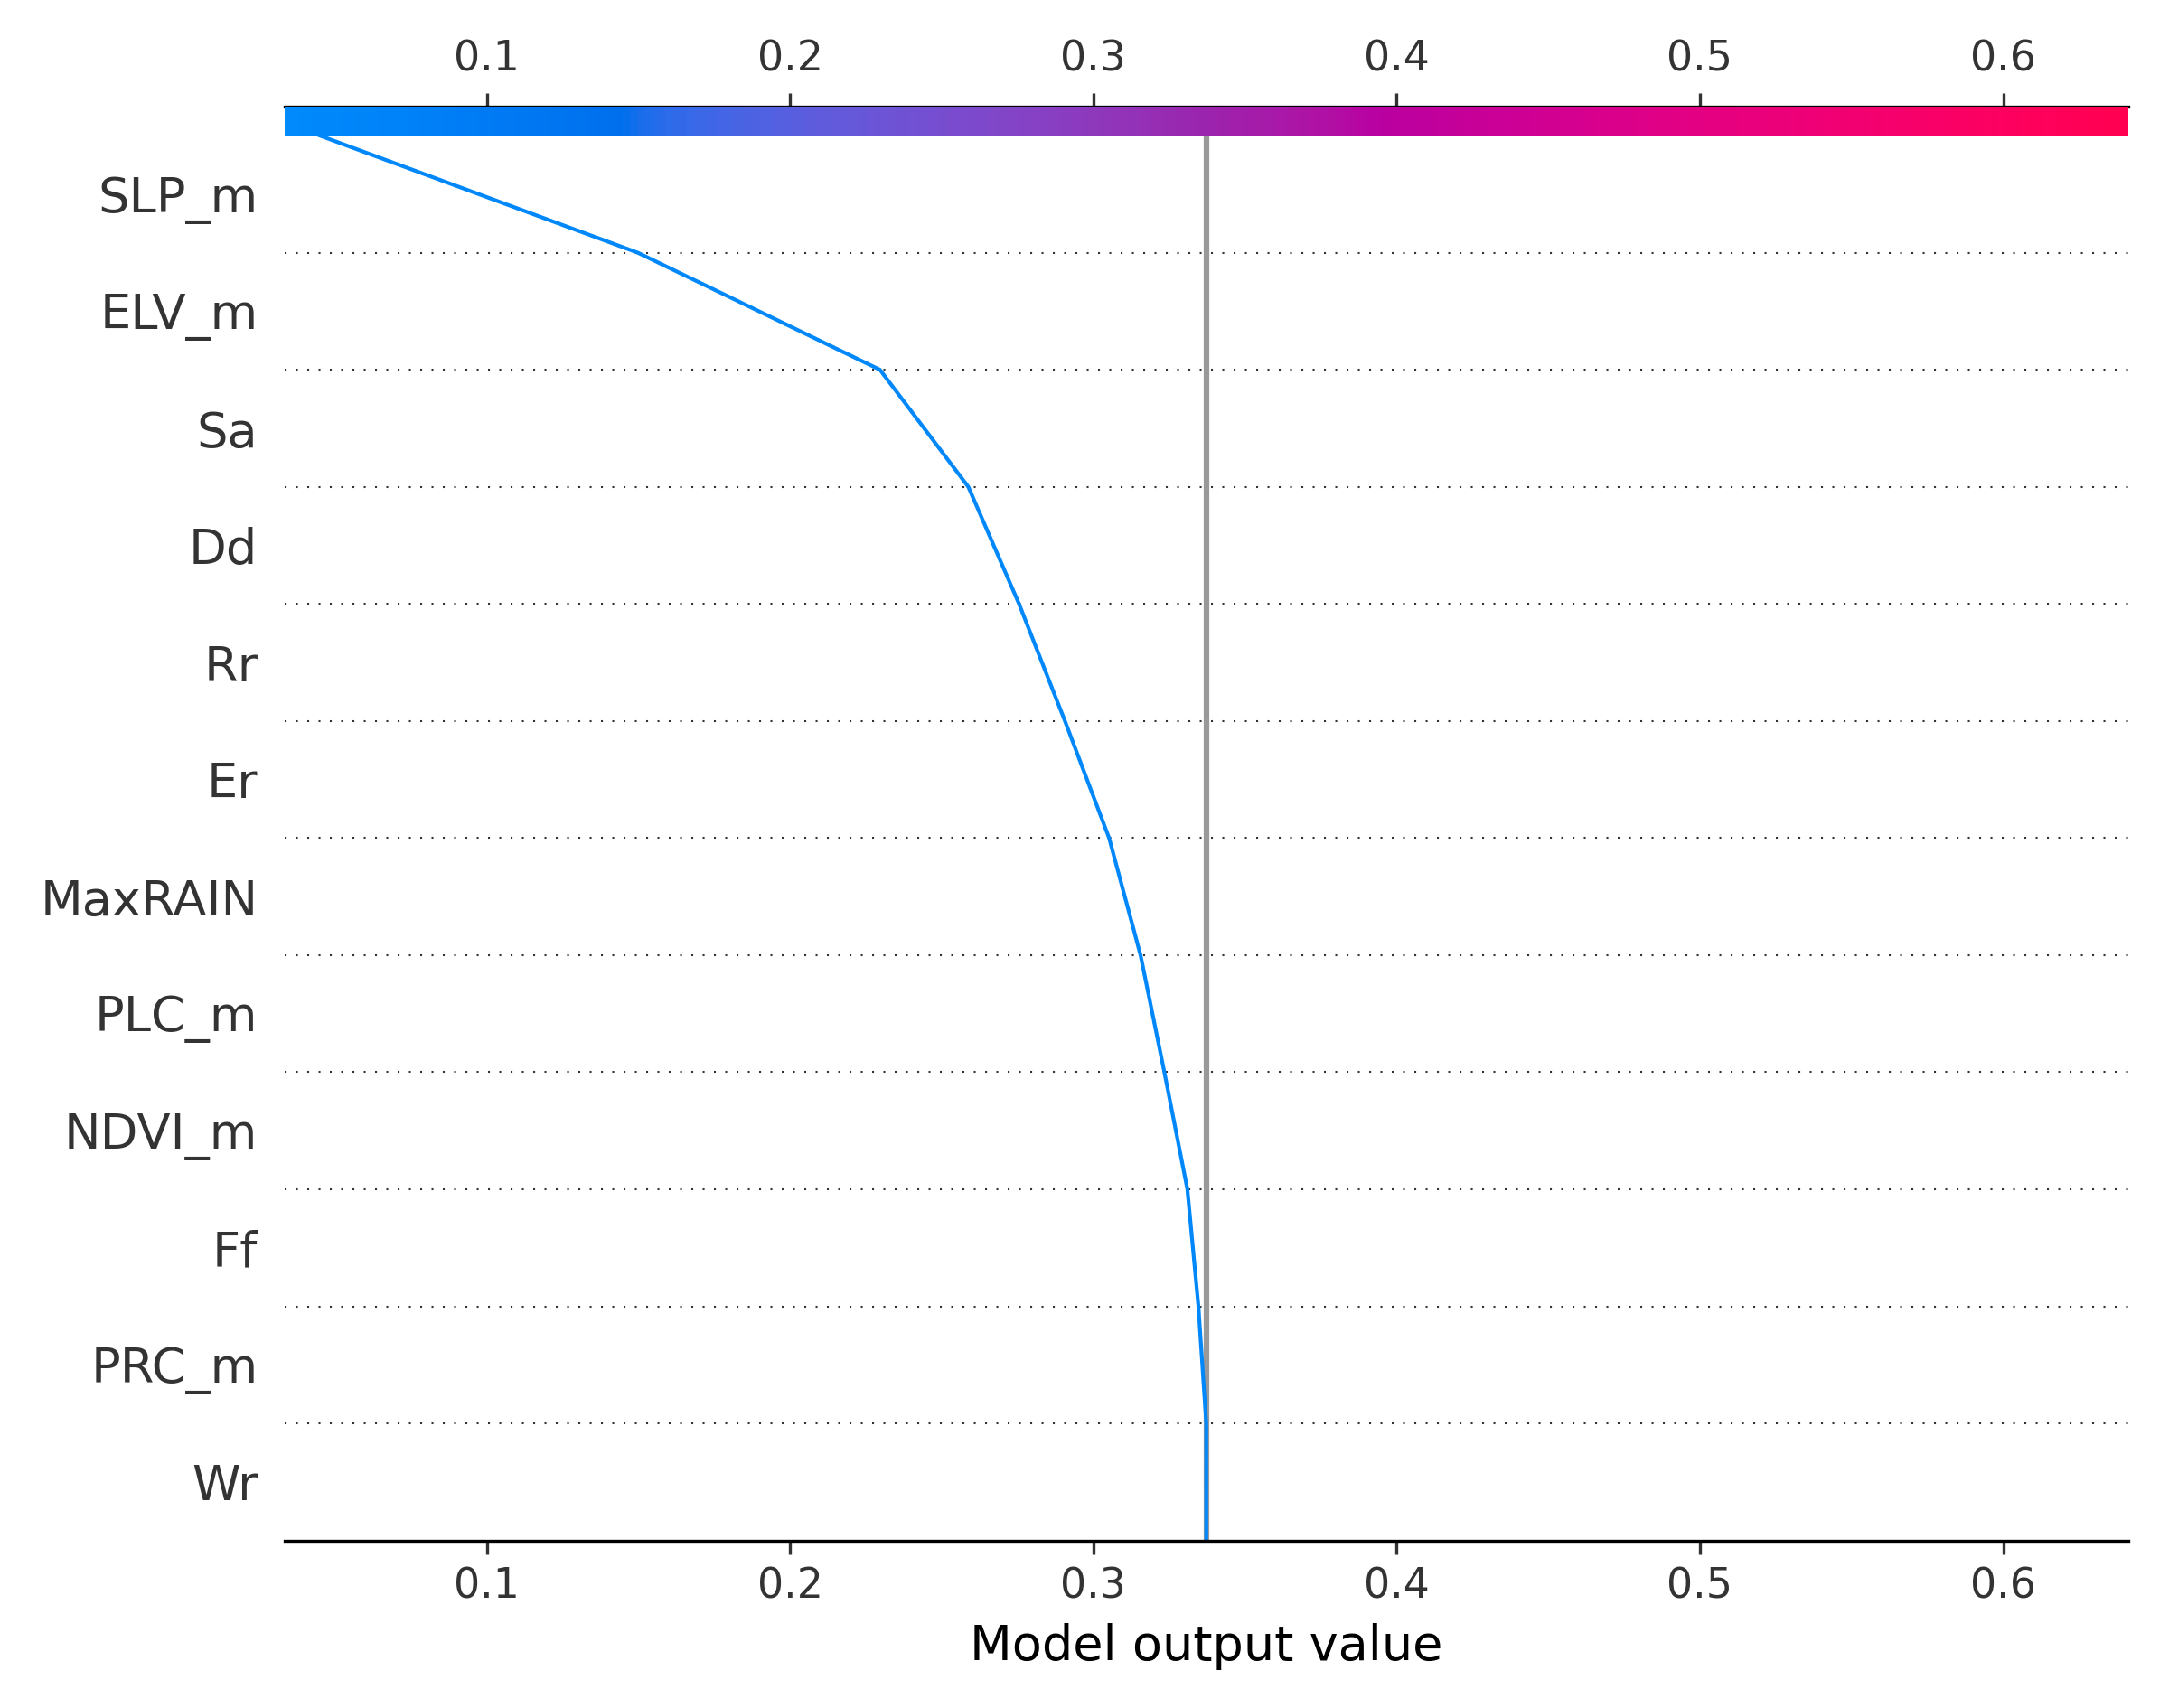 0.1 0.2 0.3 0.4 0.5 0.6
SLP_m
ELV_m
Sa
Dd
Rr
Er
MaxRAIN
PLC_m
NDVI_m
Ff
PRC_m
Wr
0.1 0.2 0.3 0.4 0.5 0.6
Model output value